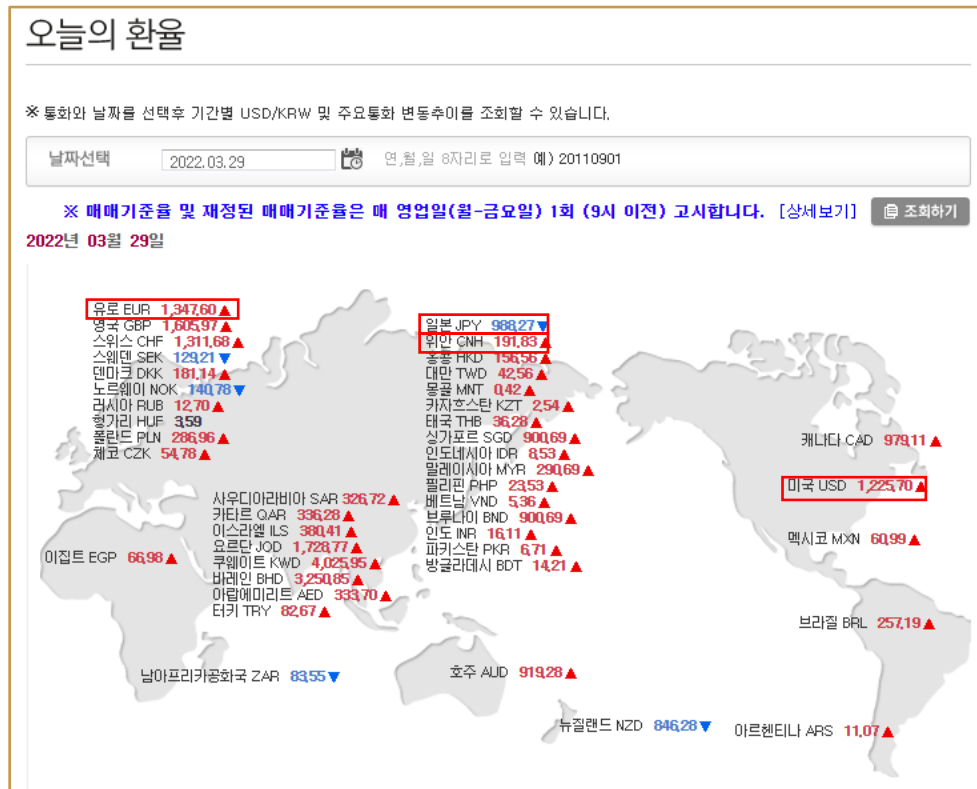 오늘의 환율
※ 통화와 날짜를 선택후 기간별 USD/KRW 및 주요통화 변동추이를 조회할 수 있습니다.
날짜선택 2022.03.29 연,월,일 8자리로 입력 예) 20110901
※ 매매기준율 및 재정된 매매기준율은 매 영업일(월-금요일) 1회 (9시 이전) 고시합니다. [상세보기] 조회하기
2022년 03월 29일
유로 EUR 1,347.60 ▲
영국 GBP 1,605.97 ▲
스위스 CHF 1,311.68 ▲
스웨덴 SEK 129.21 ▼
덴마크 DKK 181.14 ▲
노르웨이 NOK 140.78 ▼
러시아 RUB 12.70 ▲
헝가리 HUF 3.59
폴란드 PLN 286.96 ▲
체코 CZK 54.78 ▲
일본 JPY 988.27 ▼
위안 CNH 191.83 ▲
홍콩 HKD 156.56 ▲
대만 TWD 42.56 ▲
몽골 MNT 0.42 ▲
카자흐스탄 KZT 2.54 ▲
태국 THB 36.28 ▲
싱가포르 SGD 900.69 ▲
인도네시아 IDR 8.53 ▲
말레이시아 MYR 290.69 ▲
필리핀 PHP 23.53 ▲
베트남 VND 5.36 ▲
브루나이 BND 900.69 ▲
인도 INR 16.11 ▲
파키스탄 PKR 6.71 ▲
방글라데시 BDT 14.21 ▲
캐나다 CAD 979.11 ▲
미국 USD 1,225.70 ▲
멕시코 MXN 60.99 ▲
사우디아라비아 SAR 326.72 ▲
카타르 QAR 336.28 ▲
이스라엘 ILS 380.41 ▲
요르단 JOD 1,728.77 ▲
쿠웨이트 KWD 4,025.95 ▲
바레인 BHD 3,250.85 ▲
아랍에미리트 AED 333.70 ▲
터키 TRY 82.67 ▲
이집트 EGP 66.98 ▲
브라질 BRL 257.19 ▲
남아프리카공화국 ZAR 83.55 ▼
호주 AUD 919.28 ▲
뉴질랜드 NZD 846.28 ▼
아르헨티나 ARS 11.07 ▲